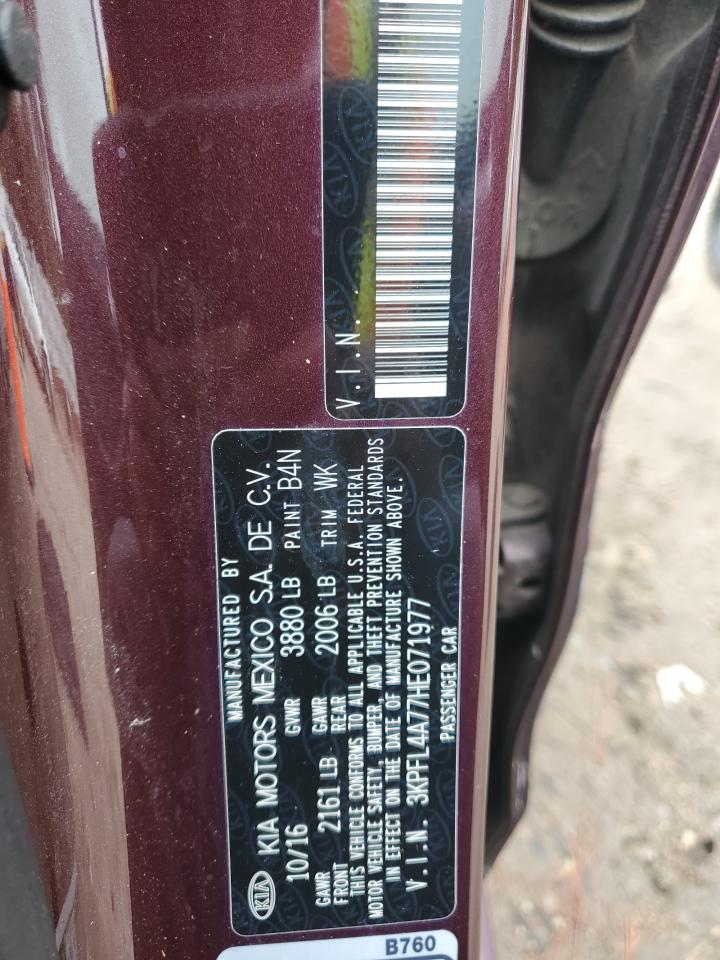 V.I.N.
MANUFACTURED BY
KIA KIA MOTORS MEXICO S.A. DE C.V.
10/16 GVWR 3880 LB PAINT B4N
GAWR FRONT 2161 LB GAWR REAR 2006 LB TRIM WK
THIS VEHICLE CONFORMS TO ALL APPLICABLE U.S.A. FEDERAL
MOTOR VEHICLE SAFETY, BUMPER, AND THEFT PREVENTION STANDARDS
IN EFFECT ON THE DATE OF MANUFACTURE SHOWN ABOVE.
V.I.N. 3KPFL4A77HE071977
PASSENGER CAR
B760